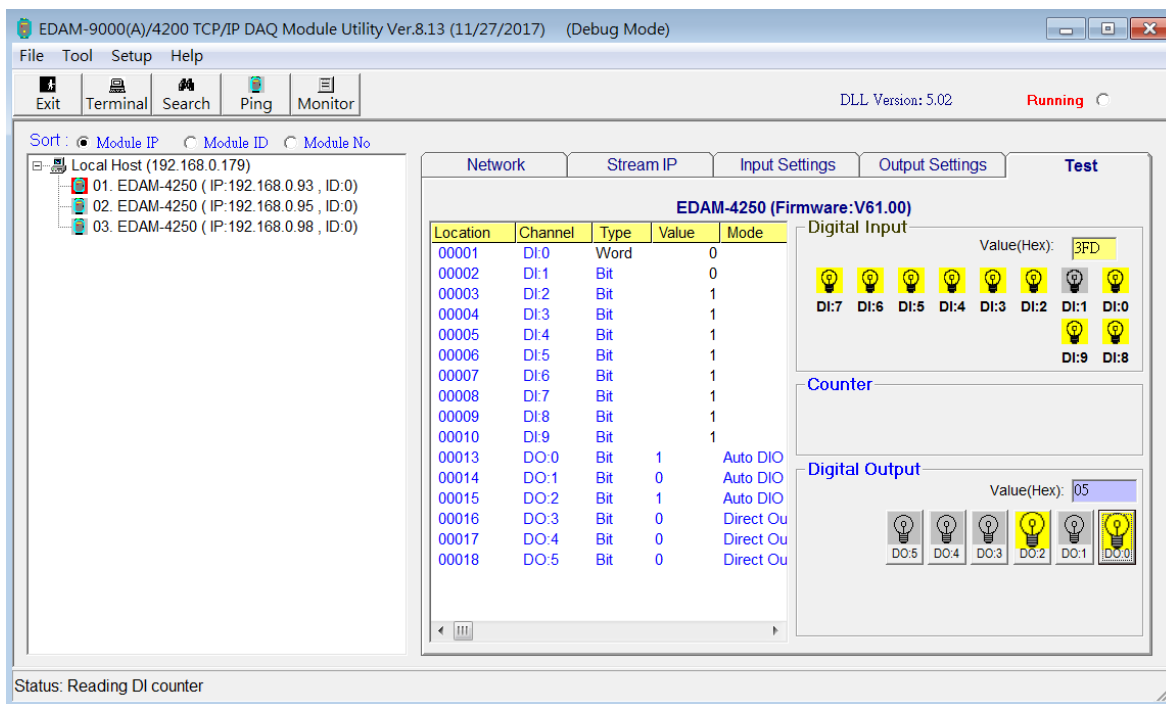 EDAM-9000(A)/4200 TCP/IP DAQ Module Utility Ver.8.13 (11/27/2017) (Debug Mode)
File Tool Setup Help
Exit Terminal Search Ping Monitor
DLL Version: 5.02 Running
Sort : Module IP Module ID Module No
Local Host (192.168.0.179)
01. EDAM-4250 ( IP:192.168.0.93 , ID:0)
02. EDAM-4250 ( IP:192.168.0.95 , ID:0)
03. EDAM-4250 ( IP:192.168.0.98 , ID:0)
Network Stream IP Input Settings Output Settings Test
EDAM-4250 (Firmware:V61.00)
Location Channel Type Value Mode
00001 DI:0 Word 0
00002 DI:1 Bit 0
00003 DI:2 Bit 1
00004 DI:3 Bit 1
00005 DI:4 Bit 1
00006 DI:5 Bit 1
00007 DI:6 Bit 1
00008 DI:7 Bit 1
00009 DI:8 Bit 1
00010 DI:9 Bit 1
00013 DO:0 Bit 1 Auto DIO
00014 DO:1 Bit 0 Auto DIO
00015 DO:2 Bit 1 Auto DIO
00016 DO:3 Bit 0 Direct Ou
00017 DO:4 Bit 0 Direct Ou
00018 DO:5 Bit 0 Direct Ou
Digital Input
Value(Hex): 3FD
DI:7 DI:6 DI:5 DI:4 DI:3 DI:2 DI:1 DI:0
DI:9 DI:8
Counter
Digital Output
Value(Hex): 05
DO:5 DO:4 DO:3 DO:2 DO:1 DO:0
Status: Reading DI counter